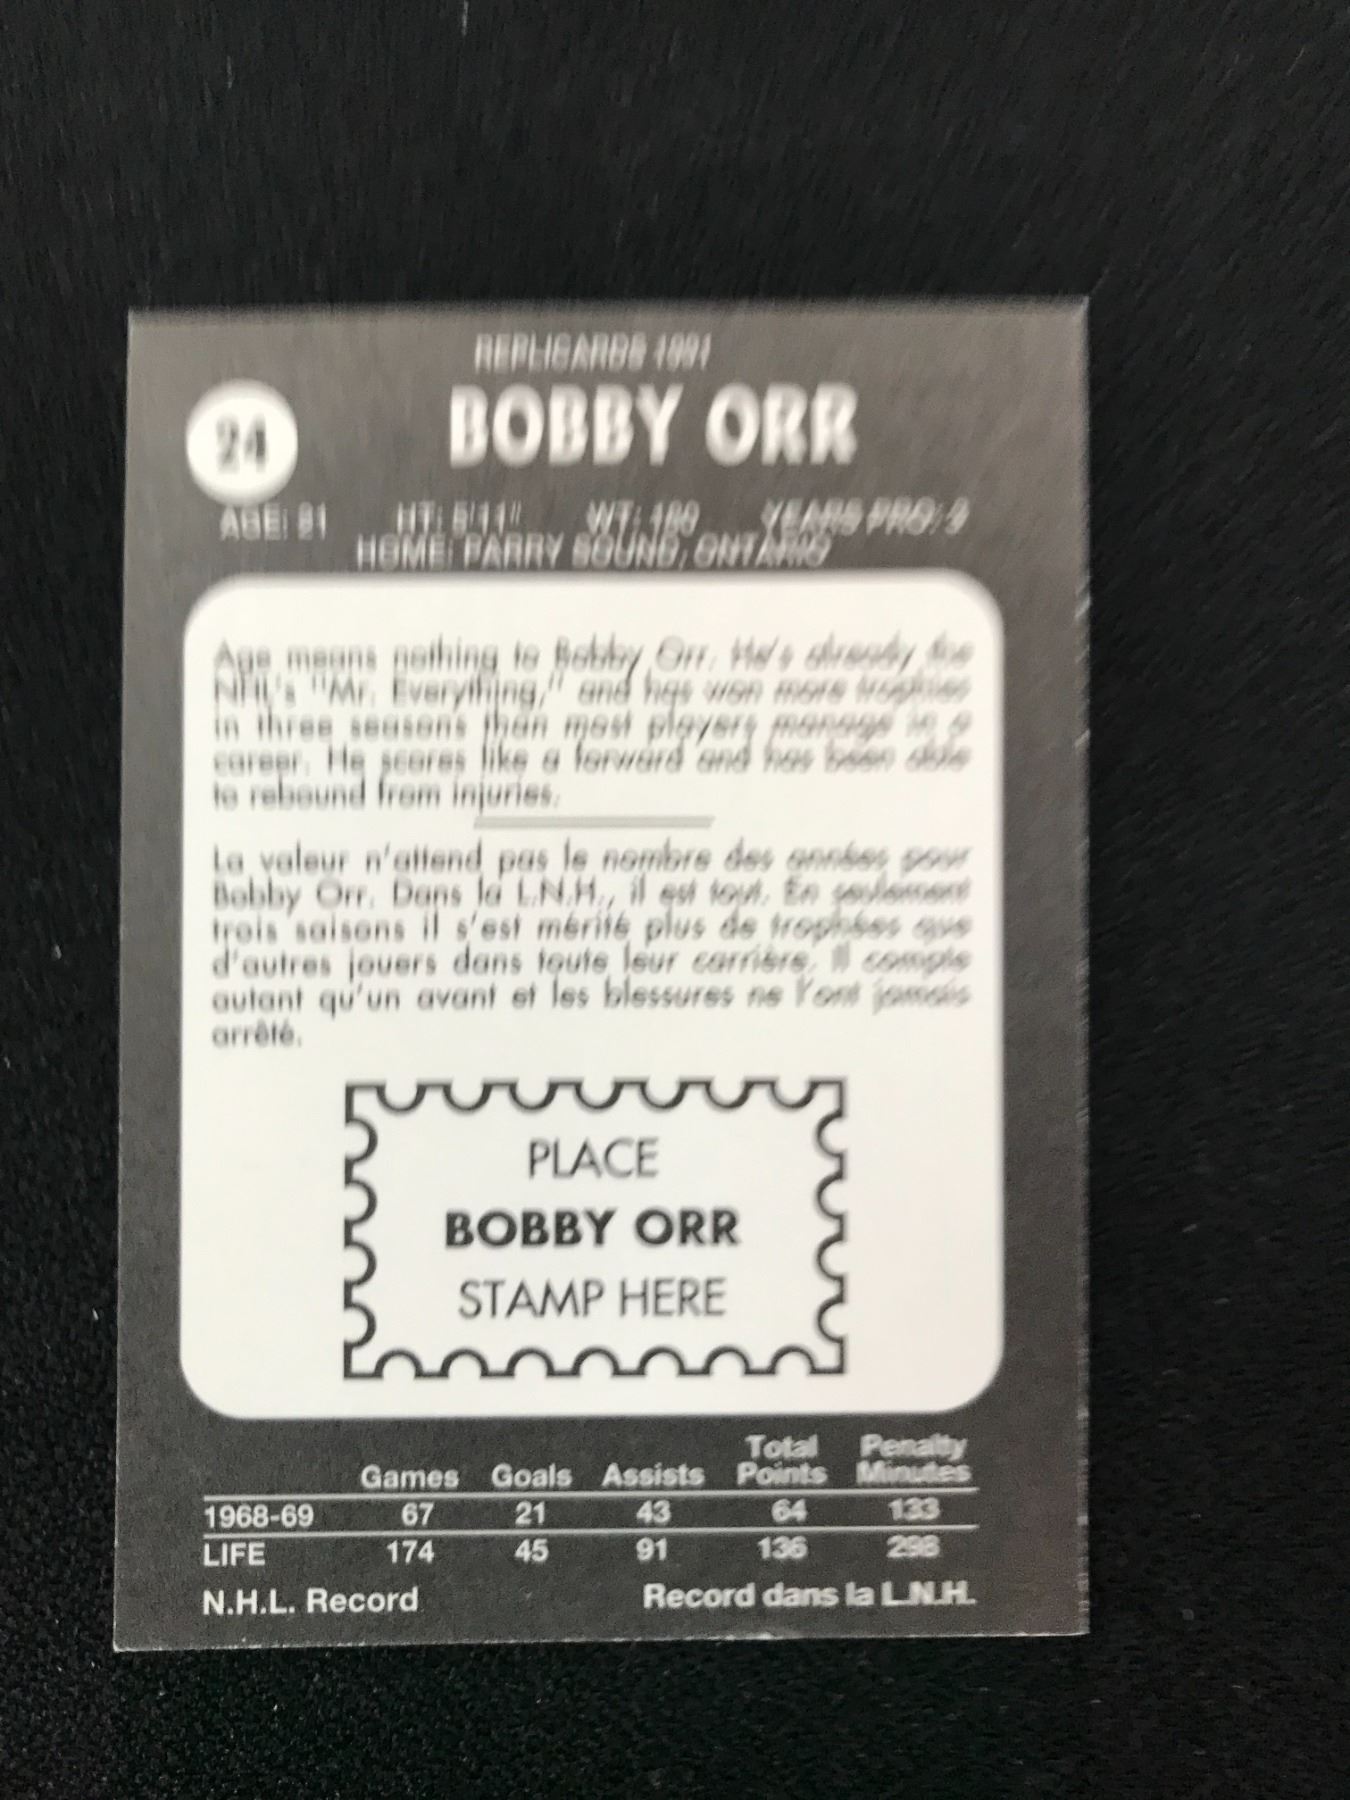 REPLICARDS 1991
24
BOBBY ORR
AGE: 21 HT: 5'11" WT: 180 YEARS PRO: 3
HOME: PARRY SOUND, ONTARIO
Age means nothing to Bobby Orr. He's already the
NHL's "Mr. Everything," and has won more trophies
in three seasons than most players manage in a
career. He scores like a forward and has been able
to rebound from injuries.
La valeur n'attend pas le nombre des années pour
Bobby Orr. Dans la L.N.H., il est tout. En seulement
trois saisons il s'est mérité plus de trophées que
d'autres jouers dans toute leur carrière. Il compte
autant qu'un avant et les blessures ne l'ont jamais
arrêté.
PLACE
BOBBY ORR
STAMP HERE
Total Penalty
Games Goals Assists Points Minutes
1968-69 67 21 43 64 133
LIFE 174 45 91 136 298
N.H.L. Record Record dans la L.N.H.